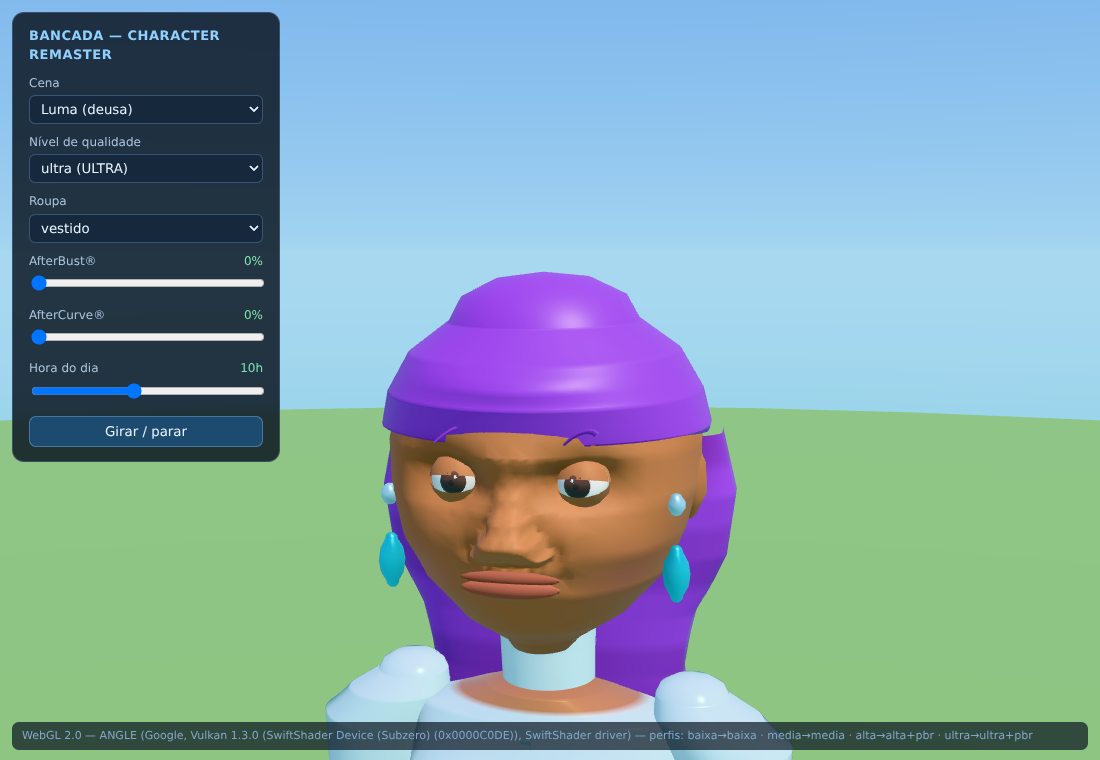 BANCADA — CHARACTER
REMASTER
Cena
Luma (deusa)
Nível de qualidade
ultra (ULTRA)
Roupa
vestido
AfterBust® 0%
AfterCurve® 0%
Hora do dia 10h
Girar / parar
WebGL 2.0 — ANGLE (Google, Vulkan 1.3.0 (SwiftShader Device (Subzero) (0x0000C0DE)), SwiftShader driver) — perfis: baixa→baixa · media→media · alta→alta+pbr · ultra→ultra+pbr